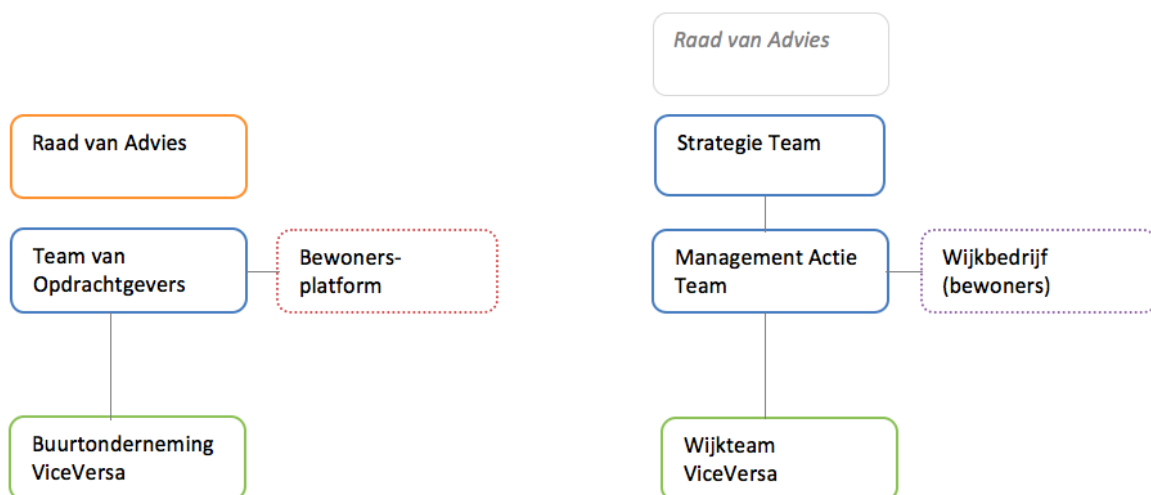 Raad van Advies
Team van
Opdrachtgevers
Bewoners-
platform
Buurtonderneming
ViceVersa
Raad van Advies
Strategie Team
Management Actie
Team
Wijkbedrijf
(bewoners)
Wijkteam
ViceVersa